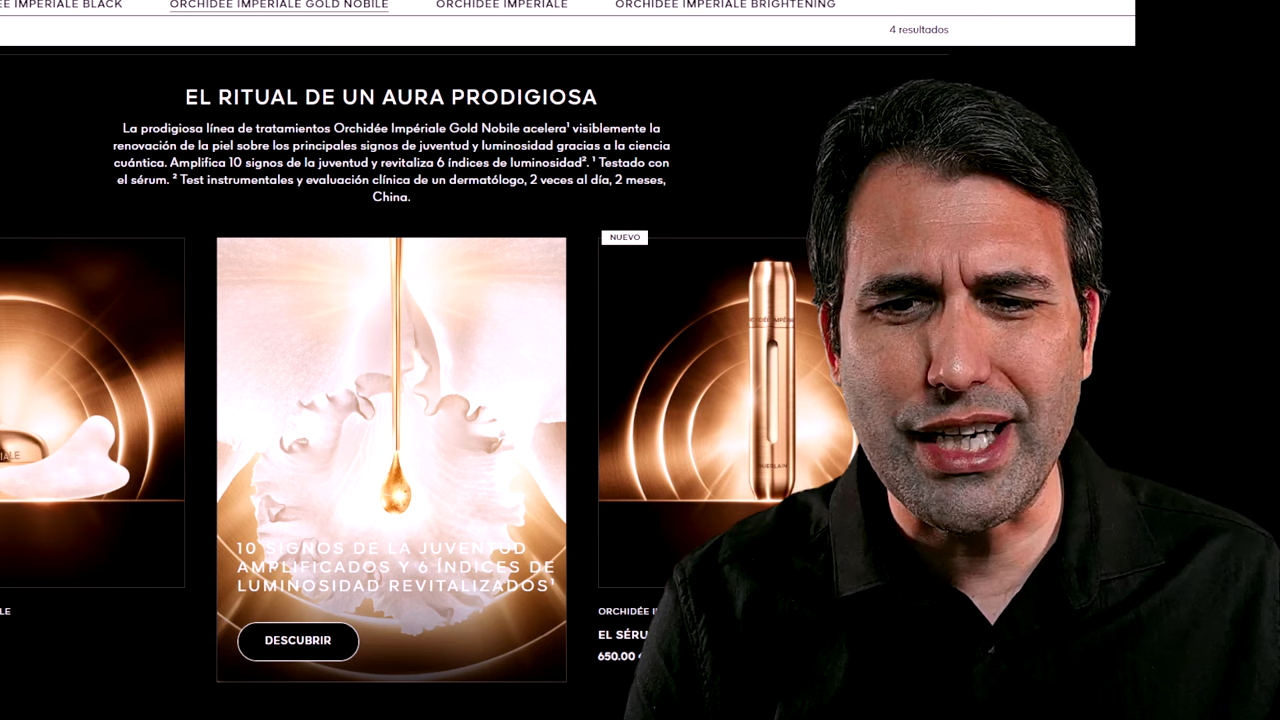 IMPERIALE BLACK
ORCHIDEE IMPERIALE GOLD NOBILE
ORCHIDEE IMPERIALE
ORCHIDEE IMPERIALE BRIGHTENING
4 resultados
EL RITUAL DE UN AURA PRODIGIOSA
La prodigiosa línea de tratamientos Orchidée Impériale Gold Nobile acelera¹ visiblemente la
renovación de la piel sobre los principales signos de juventud y luminosidad gracias a la ciencia
cuántica. Amplifica 10 signos de la juventud y revitaliza 6 índices de luminosidad². ¹ Testado con
el sérum. ² Test instrumentales y evaluación clínica de un dermatólogo, 2 veces al día, 2 meses,
China.
NUEVO
GUERLAIN
10 SIGNOS DE LA JUVENTUD
AMPLIFICADOS Y 6 ÍNDICES DE
LUMINOSIDAD REVITALIZADOS¹
DESCUBRIR
ORCHIDÉE
EL SÉRU
650.00